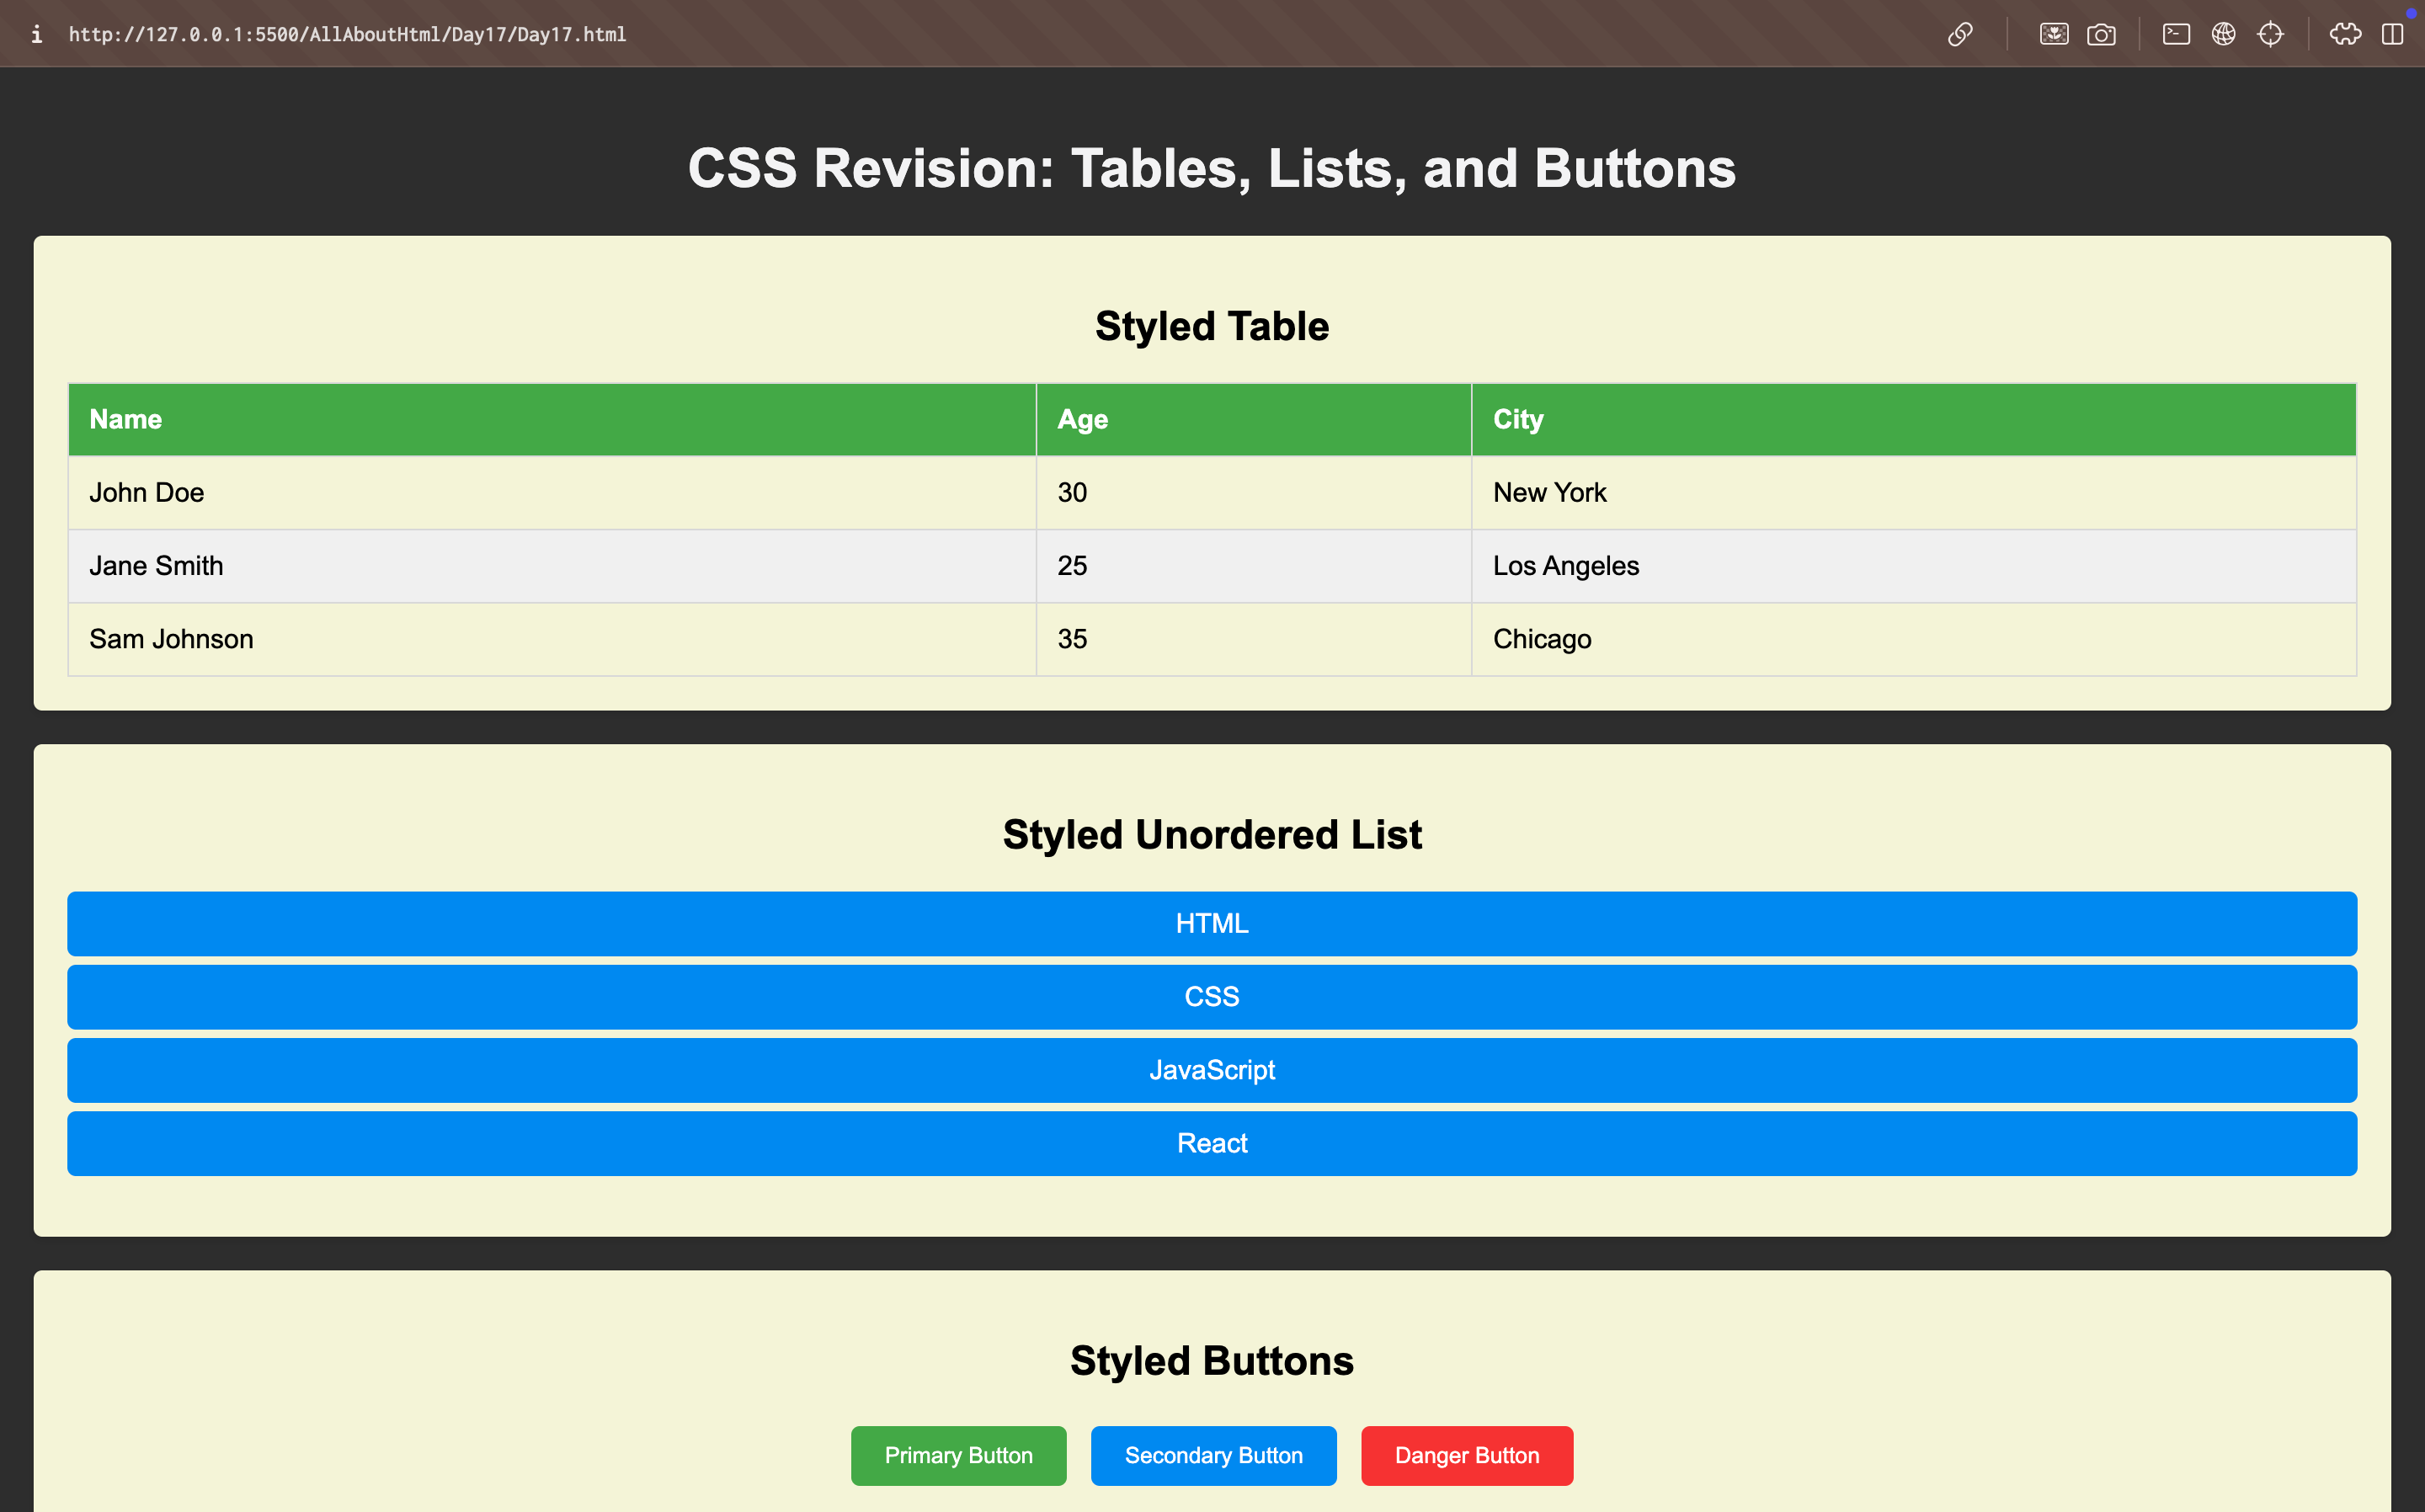 http://127.0.0.1:5500/AllAboutHtml/Day17/Day17.html
CSS Revision: Tables, Lists, and Buttons
Styled Table
Name Age City
John Doe 30 New York
Jane Smith 25 Los Angeles
Sam Johnson 35 Chicago
Styled Unordered List
HTML
CSS
JavaScript
React
Styled Buttons
Primary Button Secondary Button Danger Button